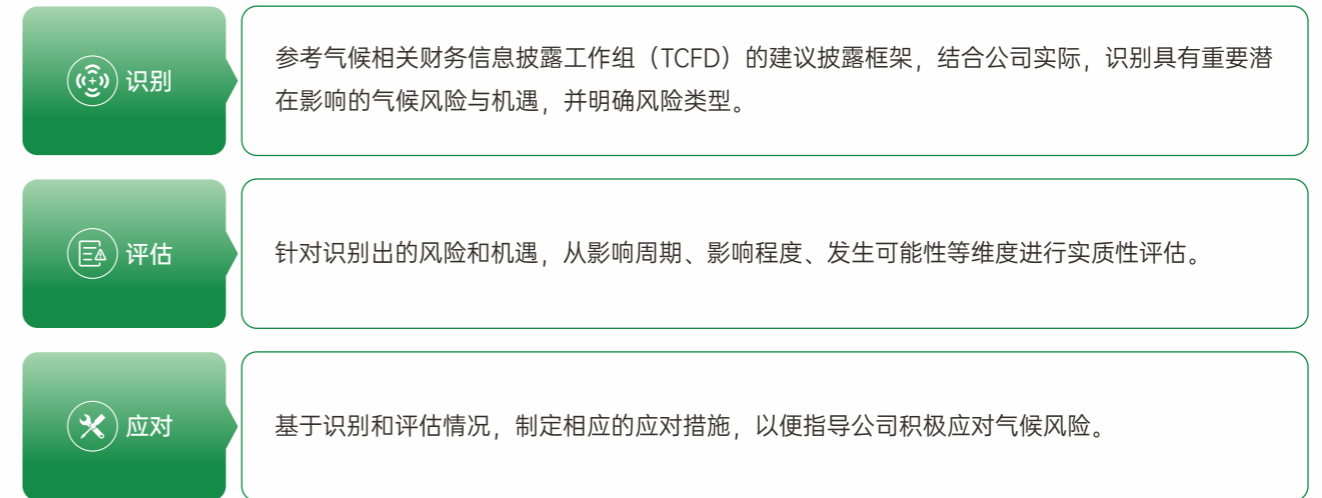 识别
参考气候相关财务信息披露工作组（TCFD）的建议披露框架，结合公司实际，识别具有重要潜
在影响的气候风险与机遇，并明确风险类型。
评估
针对识别出的风险和机遇，从影响周期、影响程度、发生可能性等维度进行实质性评估。
应对
基于识别和评估情况，制定相应的应对措施，以便指导公司积极应对气候风险。